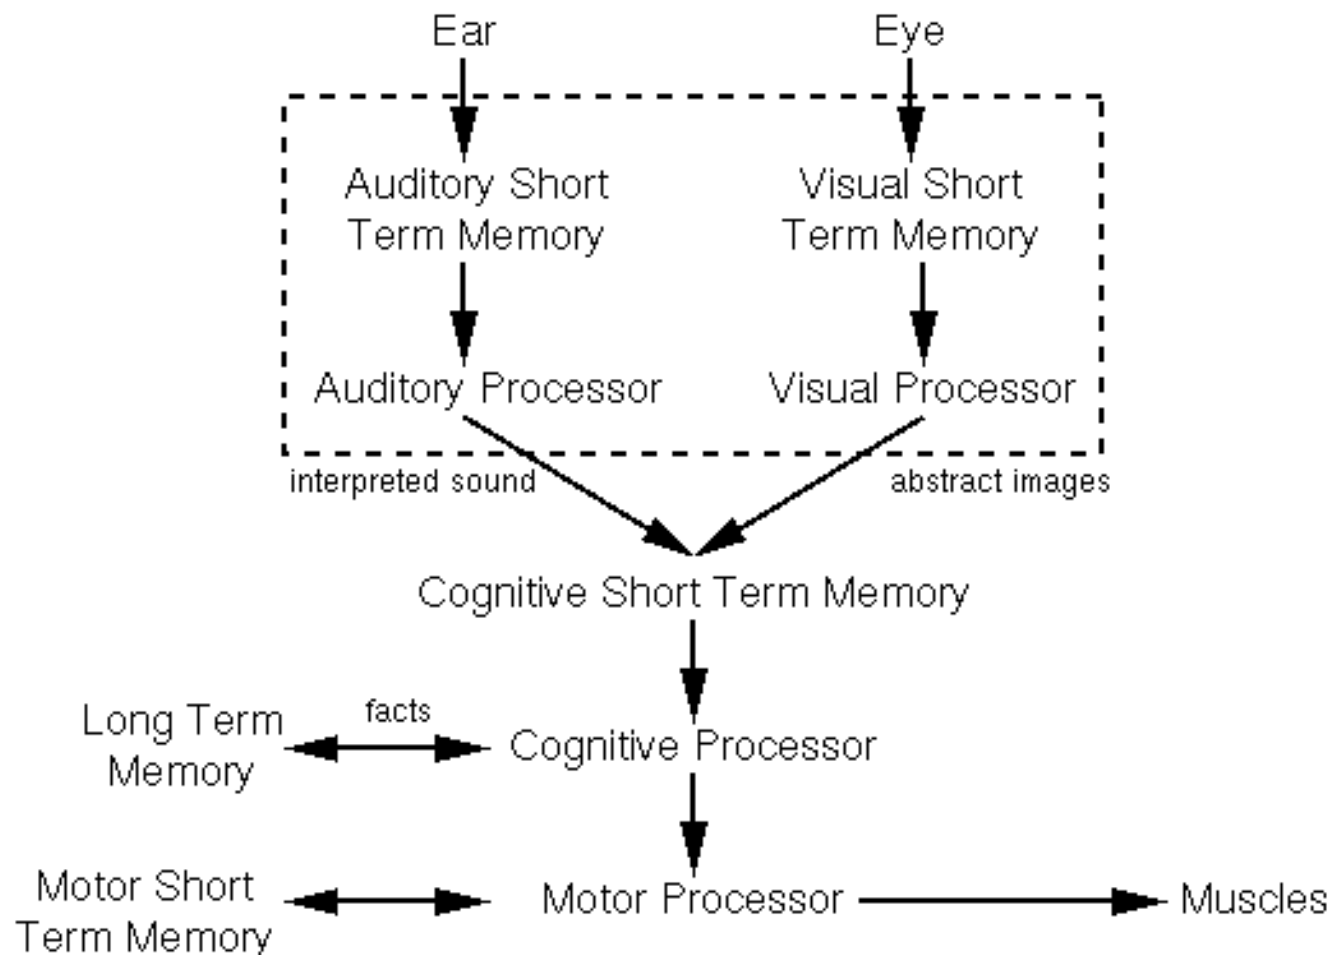 Ear
Eye
Auditory Short
Term Memory
Visual Short
Term Memory
Auditory Processor
Visual Processor
interpreted sound
abstract images
Cognitive Short Term Memory
Long Term
Memory
facts
Cognitive Processor
Motor Short
Term Memory
Motor Processor
Muscles